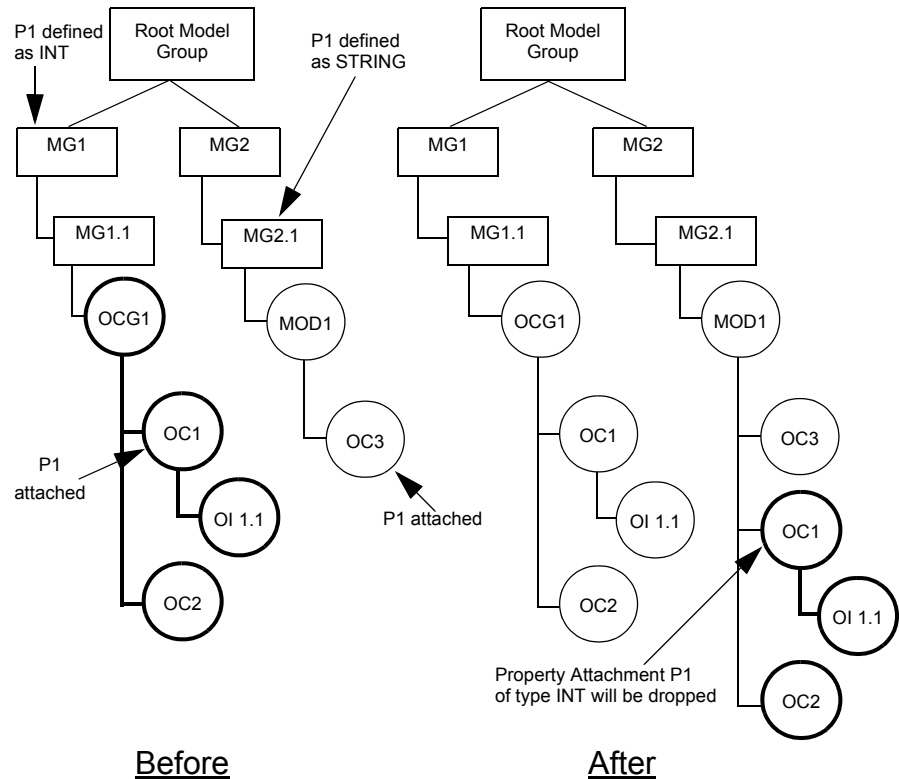 P1 defined
as INT
Root Model
Group
P1 defined
as STRING
MG1
MG2
MG1.1
MG2.1
OCG1
MOD1
OC1
OC3
P1
attached
P1 attached
OI 1.1
OC2
Before
Root Model
Group
MG1
MG2
MG1.1
MG2.1
OCG1
MOD1
OC1
OC3
OI 1.1
OC1
OC2
OI 1.1
Property Attachment P1
of type INT will be dropped
OC2
After